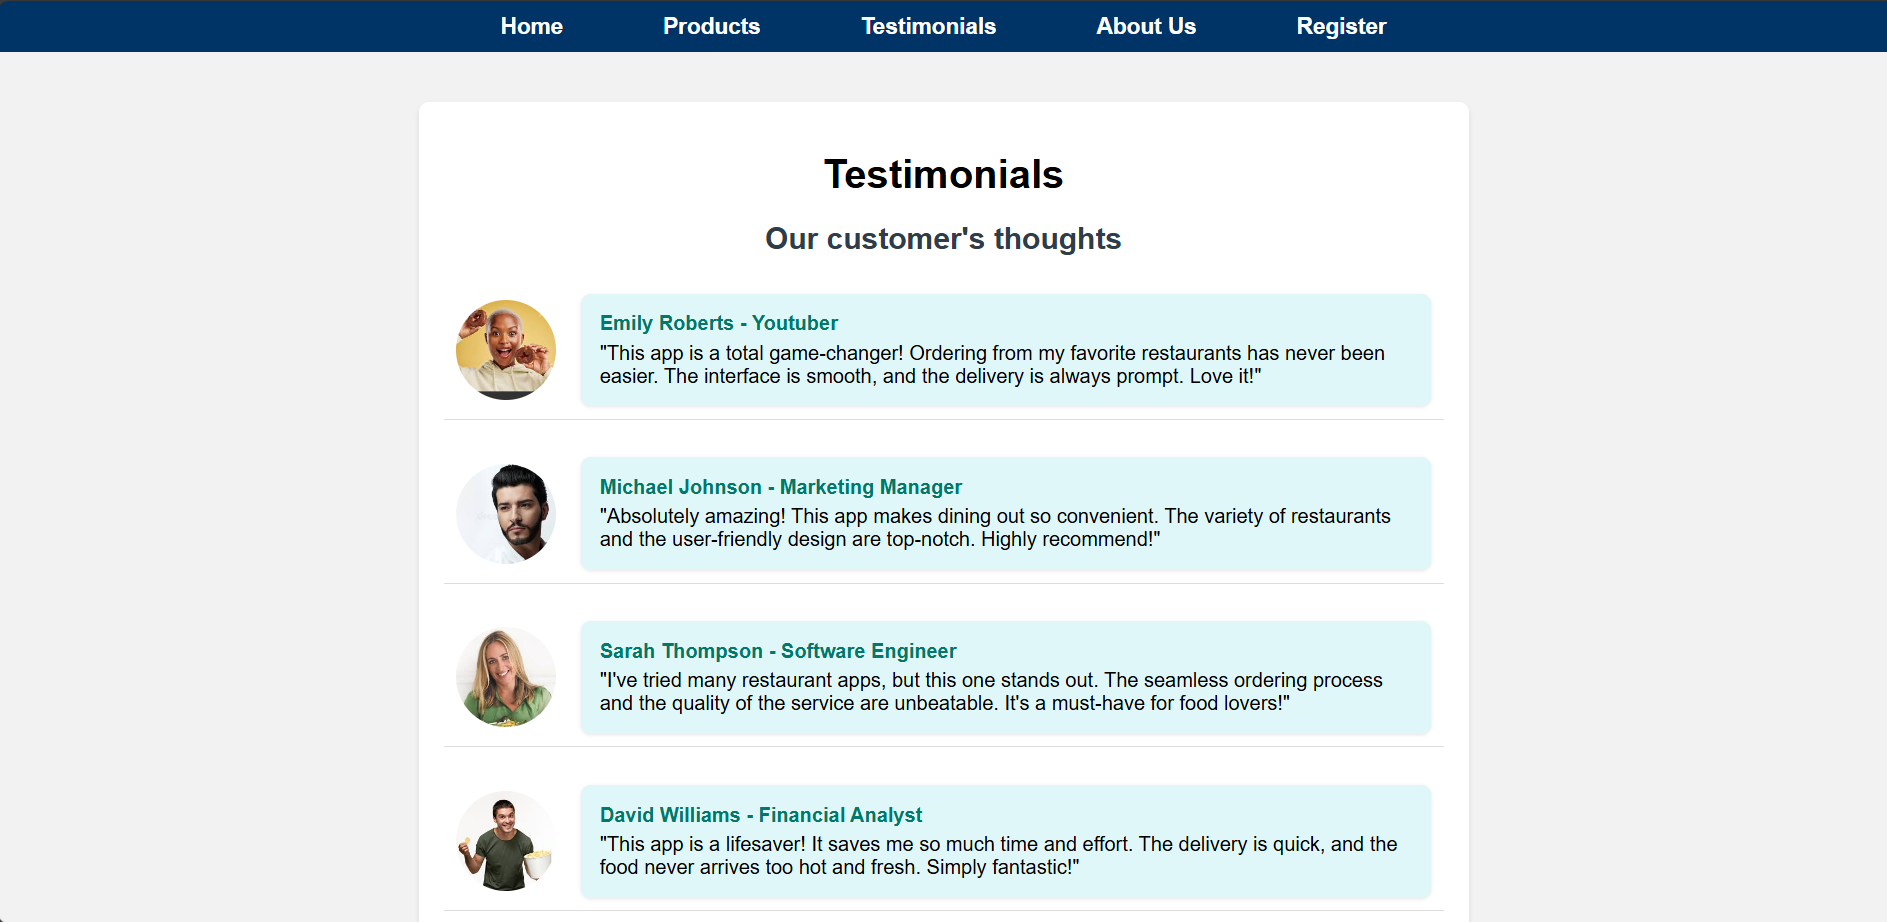 Home Products Testimonials About Us Register
Testimonials
Our customer's thoughts
Emily Roberts - Youtuber
"This app is a total game-changer! Ordering from my favorite restaurants has never been
easier. The interface is smooth, and the delivery is always prompt. Love it!"
Michael Johnson - Marketing Manager
"Absolutely amazing! This app makes dining out so convenient. The variety of restaurants
and the user-friendly design are top-notch. Highly recommend!"
Sarah Thompson - Software Engineer
"I've tried many restaurant apps, but this one stands out. The seamless ordering process
and the quality of the service are unbeatable. It's a must-have for food lovers!"
David Williams - Financial Analyst
"This app is a lifesaver! It saves me so much time and effort. The delivery is quick, and the
food never arrives too hot and fresh. Simply fantastic!"